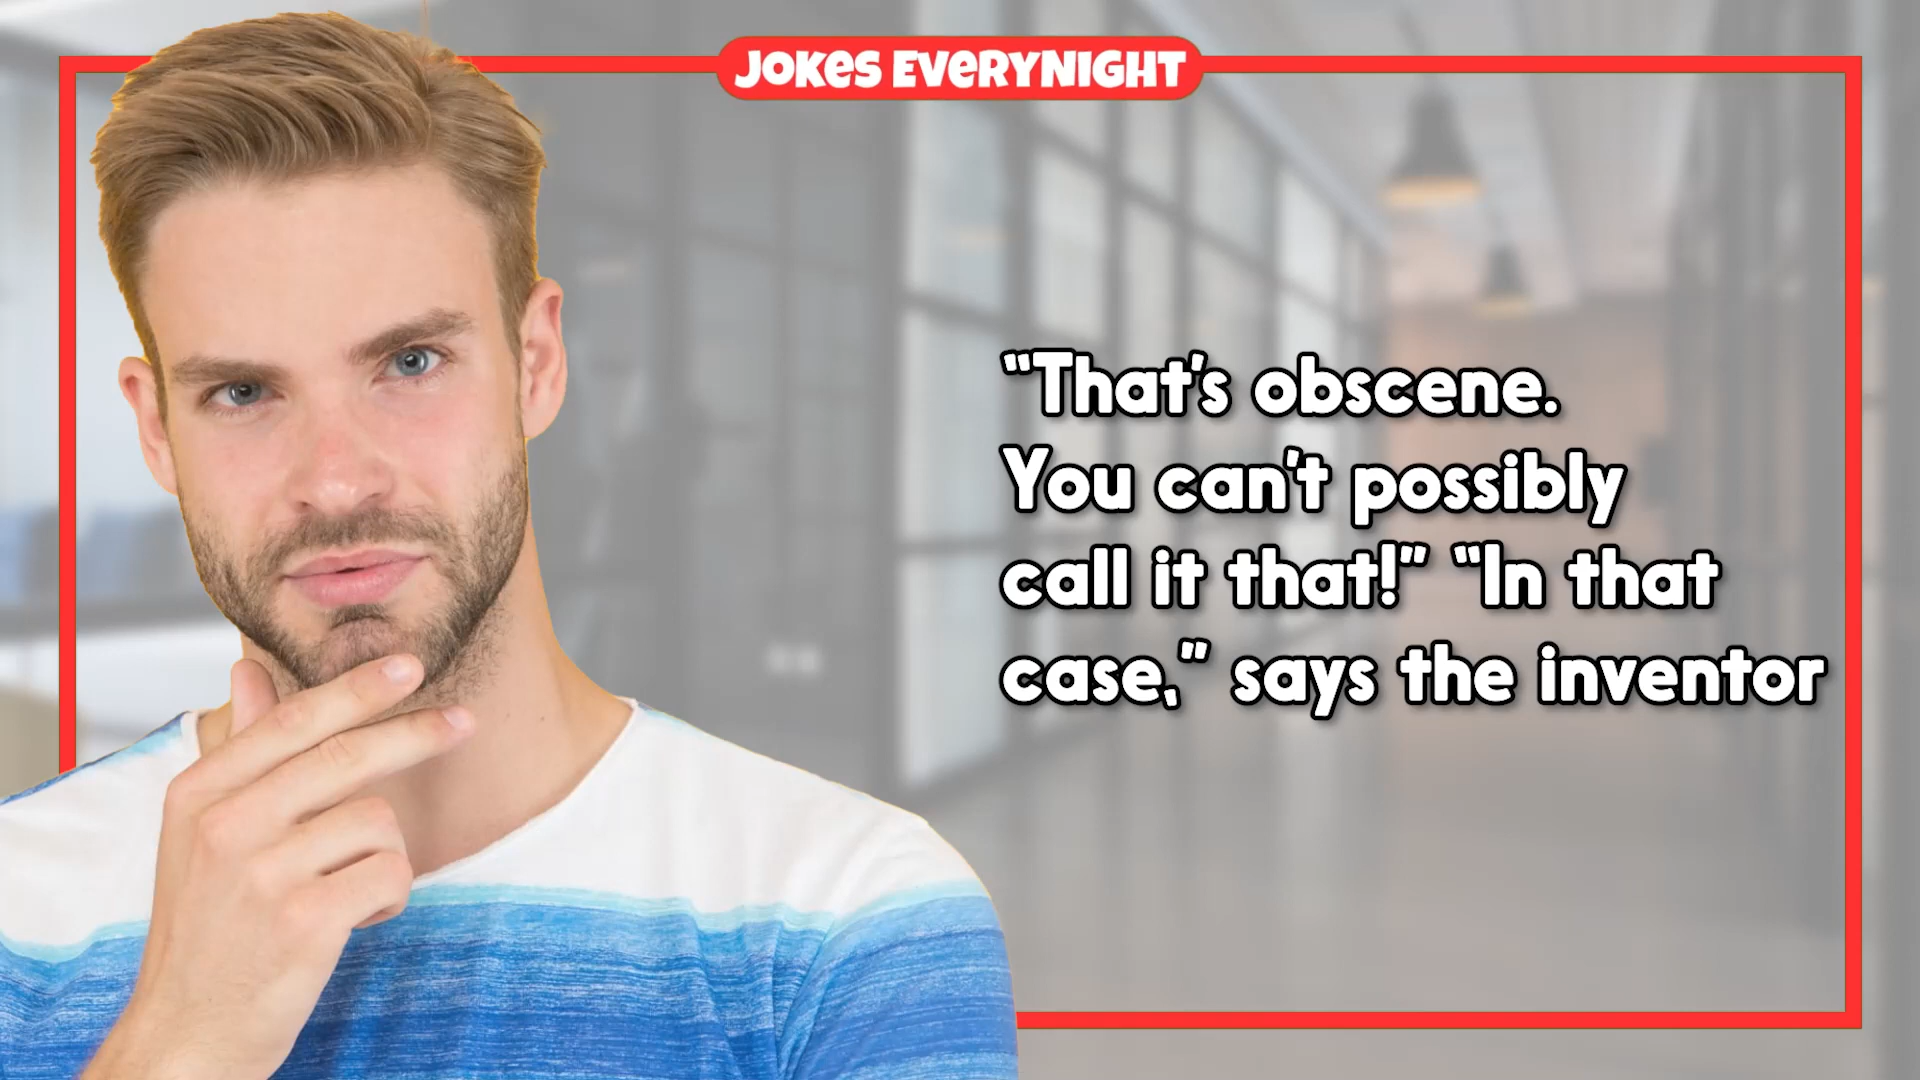 JOKES EVERYNIGHT
"That's obscene.
You can't possibly
call it that!" "In that
case," says the inventor